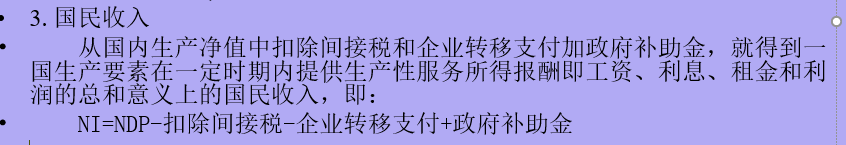 • 3.国民收入
• 从国内生产净值中扣除间接税和企业转移支付加政府补助金，就得到一
国生产要素在一定时期内提供生产性服务所得报酬即工资、利息、租金和利
润的总和意义上的国民收入，即：
• NI=NDP-扣除间接税-企业转移支付+政府补助金